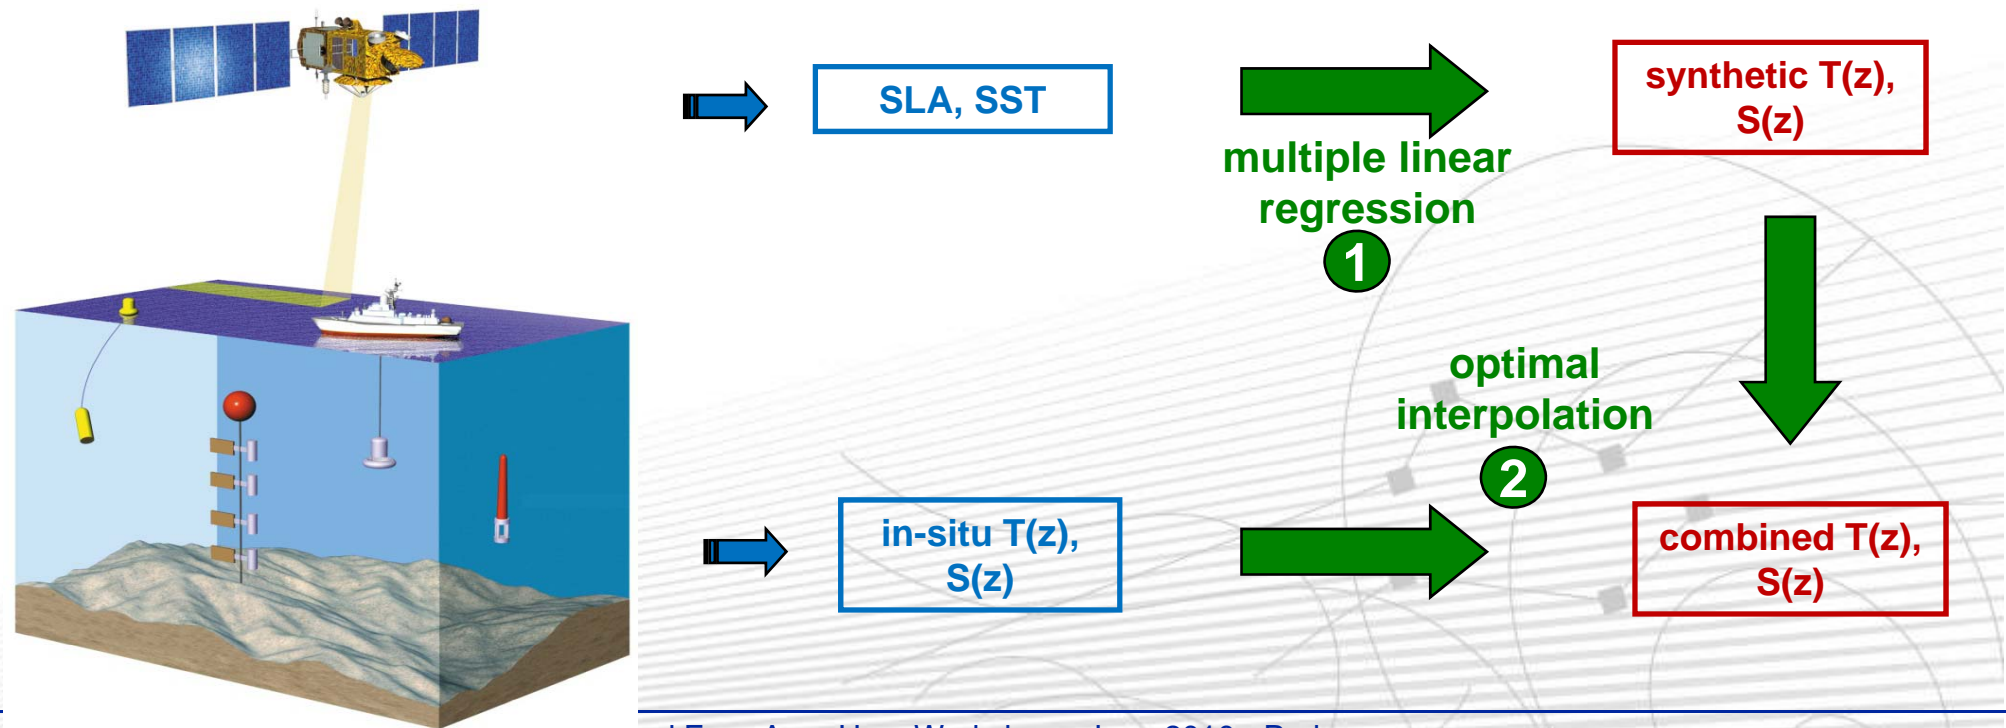 SLA, SST
multiple linear
regression
1
synthetic T(z),
S(z)
optimal
interpolation
2
in-situ T(z),
S(z)
combined T(z),
S(z)